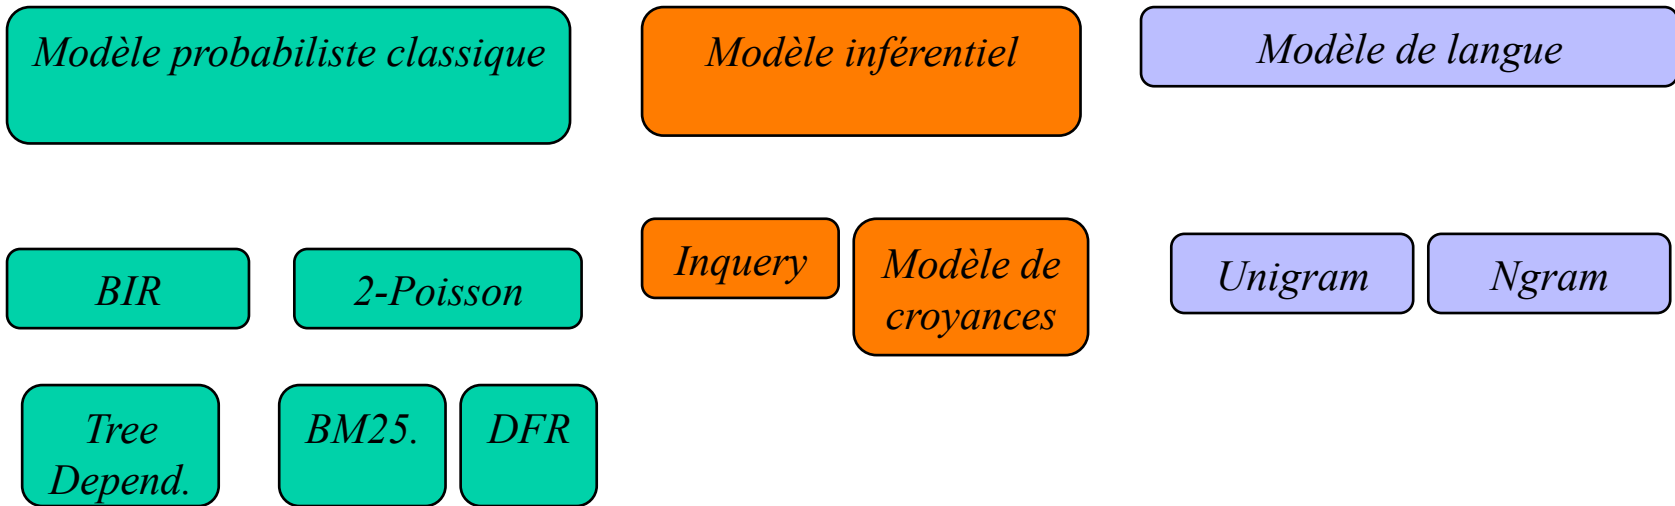 Modèle probabiliste classique
Modèle inférentiel
Modèle de langue
BIR
2-Poisson
Inquery
Modèle de
croyances
Unigram
Ngram
Tree
Depend.
BM25.
DFR